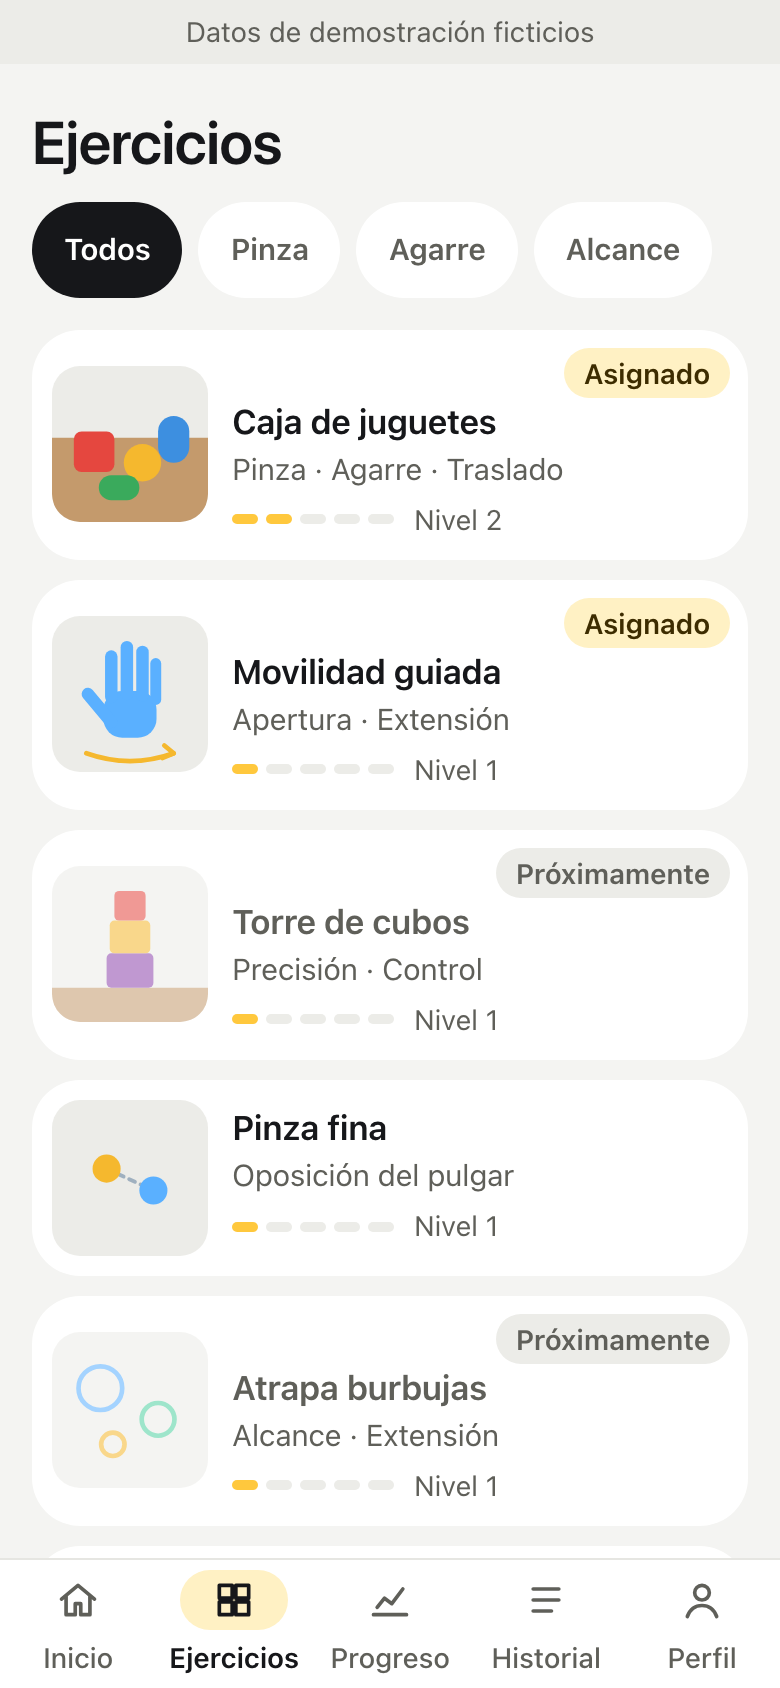 Datos de demostración ficticios
Ejercicios
Todos
Pinza
Agarre
Alcance
Asignado
Caja de juguetes
Pinza · Agarre · Traslado
Nivel 2
Asignado
Movilidad guiada
Apertura · Extensión
Nivel 1
Próximamente
Torre de cubos
Precisión · Control
Nivel 1
Pinza fina
Oposición del pulgar
Nivel 1
Próximamente
Atrapa burbujas
Alcance · Extensión
Nivel 1
Inicio
Ejercicios
Progreso
Historial
Perfil